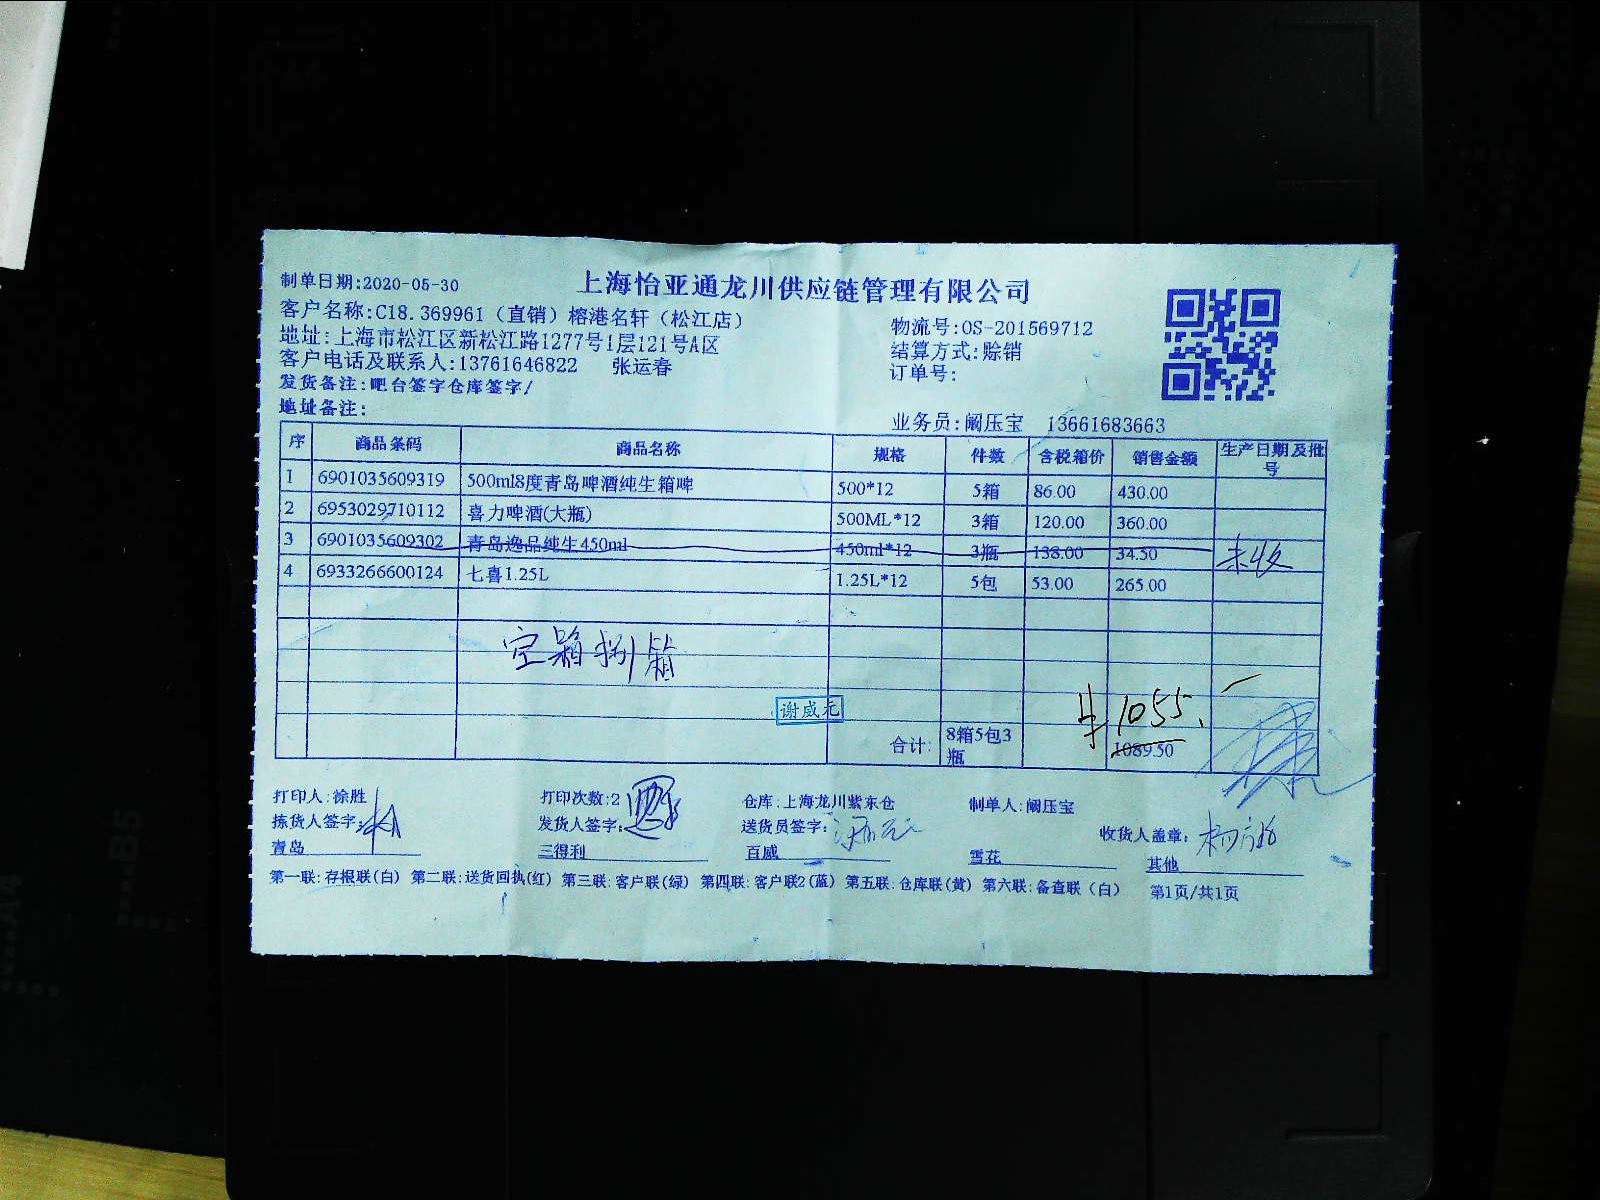 制单日期:2020-05-30
上海怡亚通龙川供应链管理有限公司
客户名称:C18.369961（直销）榕港名轩（松江店）
物流号:OS-201569712
地址:上海市松江区新松江路1277号1层121号A区
结算方式:赊销
客户电话及联系人:13761646822 张运春
订单号:
发货备注:吧台签字仓库签字/
地址备注:
业务员:阚压宝 13661683663
序 商品条码 商品名称 规格 件数 含税箱价 销售金额 生产日期及批号
1 6901035609319 500ml8度青岛啤酒纯生箱啤 500*12 5箱 86.00 430.00
2 6953029710112 喜力啤酒(大瓶) 500ML*12 3箱 120.00 360.00
3 6901035609302 青岛逸品纯生450ml 450ml*12 3瓶 138.00 34.50 未收
4 6933266600124 七喜1.25L 1.25L*12 5包 53.00 265.00
空箱捌箱
谢威元
¥1055.
合计: 8箱5包3瓶 1089.50
打印人:徐胜 打印次数:2 仓库:上海龙川紫东仓 制单人:阚压宝
拣货人签字: 发货人签字: 送货员签字: 收货人盖章:
青岛 三得利 百威 雪花 其他
第一联:存根联(白) 第二联:送货回执(红) 第三联:客户联(绿) 第四联:客户联2(蓝) 第五联:仓库联(黄) 第六联:备查联（白） 第1页/共1页
B5
A4